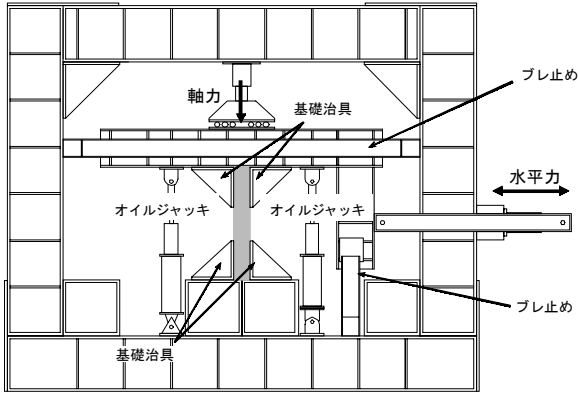 ブレ止め
軸力
基礎治具
水平力
オイルジャッキ
オイルジャッキ
ブレ止め
基礎治具